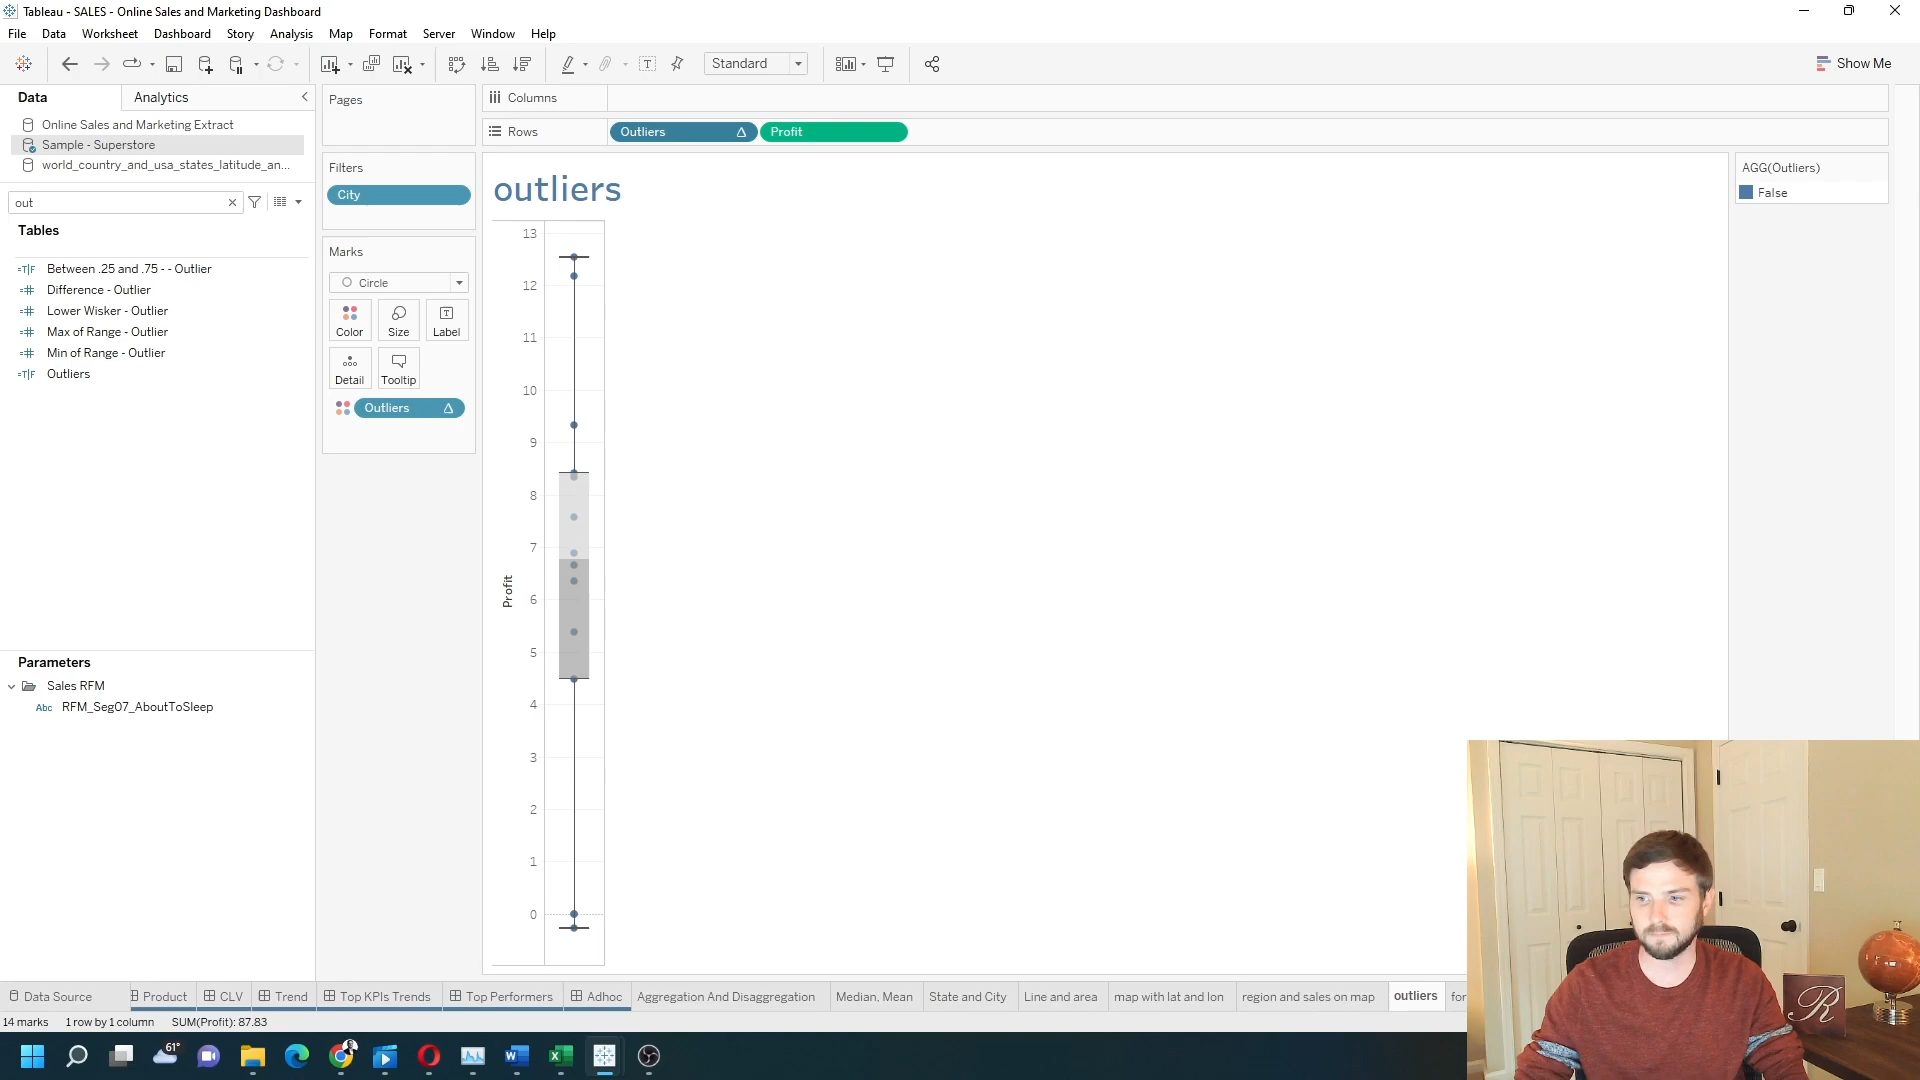 Tableau - SALES - Online Sales and Marketing Dashboard
File Data Worksheet Dashboard Story Analysis Map Format Server Window Help
Standard
Show Me
Data
Analytics
Online Sales and Marketing Extract
Sample - Superstore
world_country_and_usa_states_latitude_an...
out
Tables
Between .25 and .75 - - Outlier
Difference - Outlier
Lower Wisker - Outlier
Max of Range - Outlier
Min of Range - Outlier
Outliers
Parameters
Sales RFM
Abc RFM_Seg07_AboutToSleep
Pages
Filters
City
Marks
Circle
Color Size Label
Detail Tooltip
Outliers
Columns
Rows Outliers Profit
outliers
13
12
11
10
9
8
7
6
5
4
3
2
1
0
Profit
AGG(Outliers)
False
Data Source Product CLV Trend Top KPIs Trends Top Performers Adhoc Aggregation And Disaggregation Median, Mean State and City Line and area map with lat and lon region and sales on map outliers for
14 marks 1 row by 1 column SUM(Profit): 87.83
61°
R